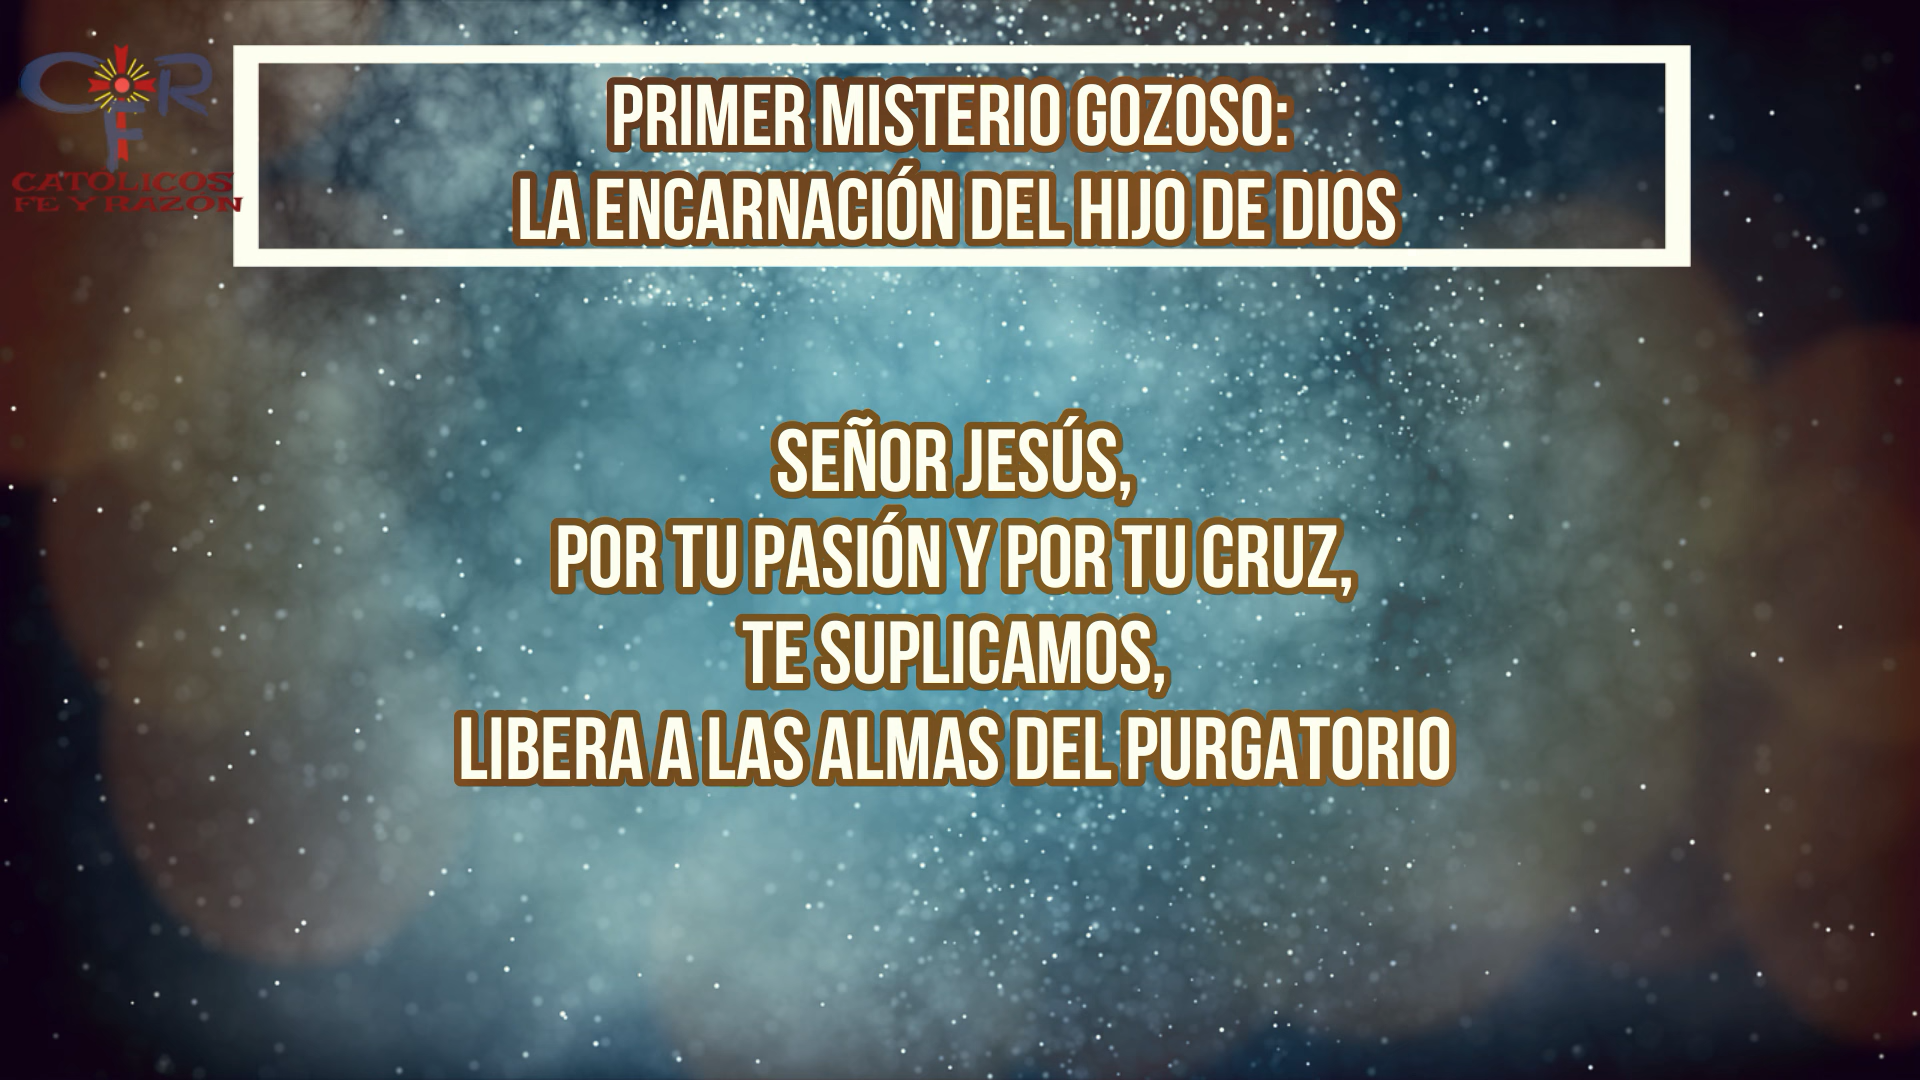 PRIMER MISTERIO GOZOSO:
LA ENCARNACIÓN DEL HIJO DE DIOS
CFR
CATÓLICOS
FE Y RAZÓN
SEÑOR JESÚS,
POR TU PASIÓN Y POR TU CRUZ,
TE SUPLICAMOS,
LIBERA A LAS ALMAS DEL PURGATORIO